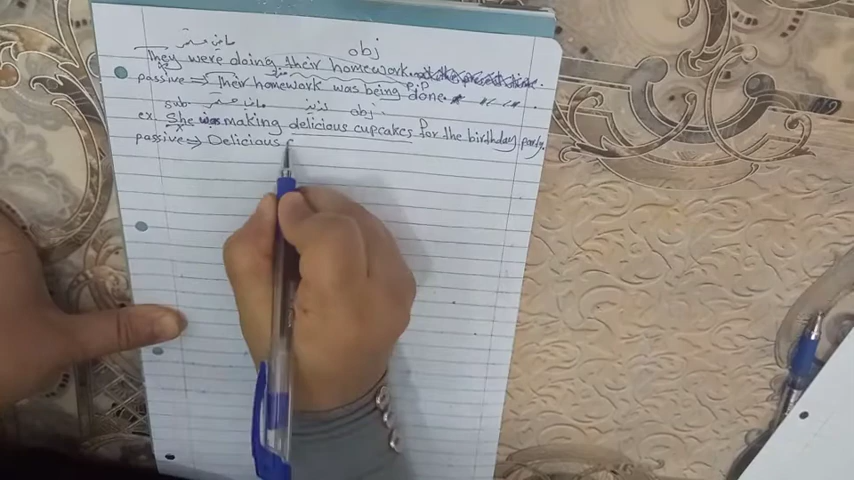 ماضي مستمر obj
They were doing their homework
passive => Their homework was being done.
sub ماضي مستمر obj
ex She was making delicious cupcakes for the birthday party.
passive => Delicious c